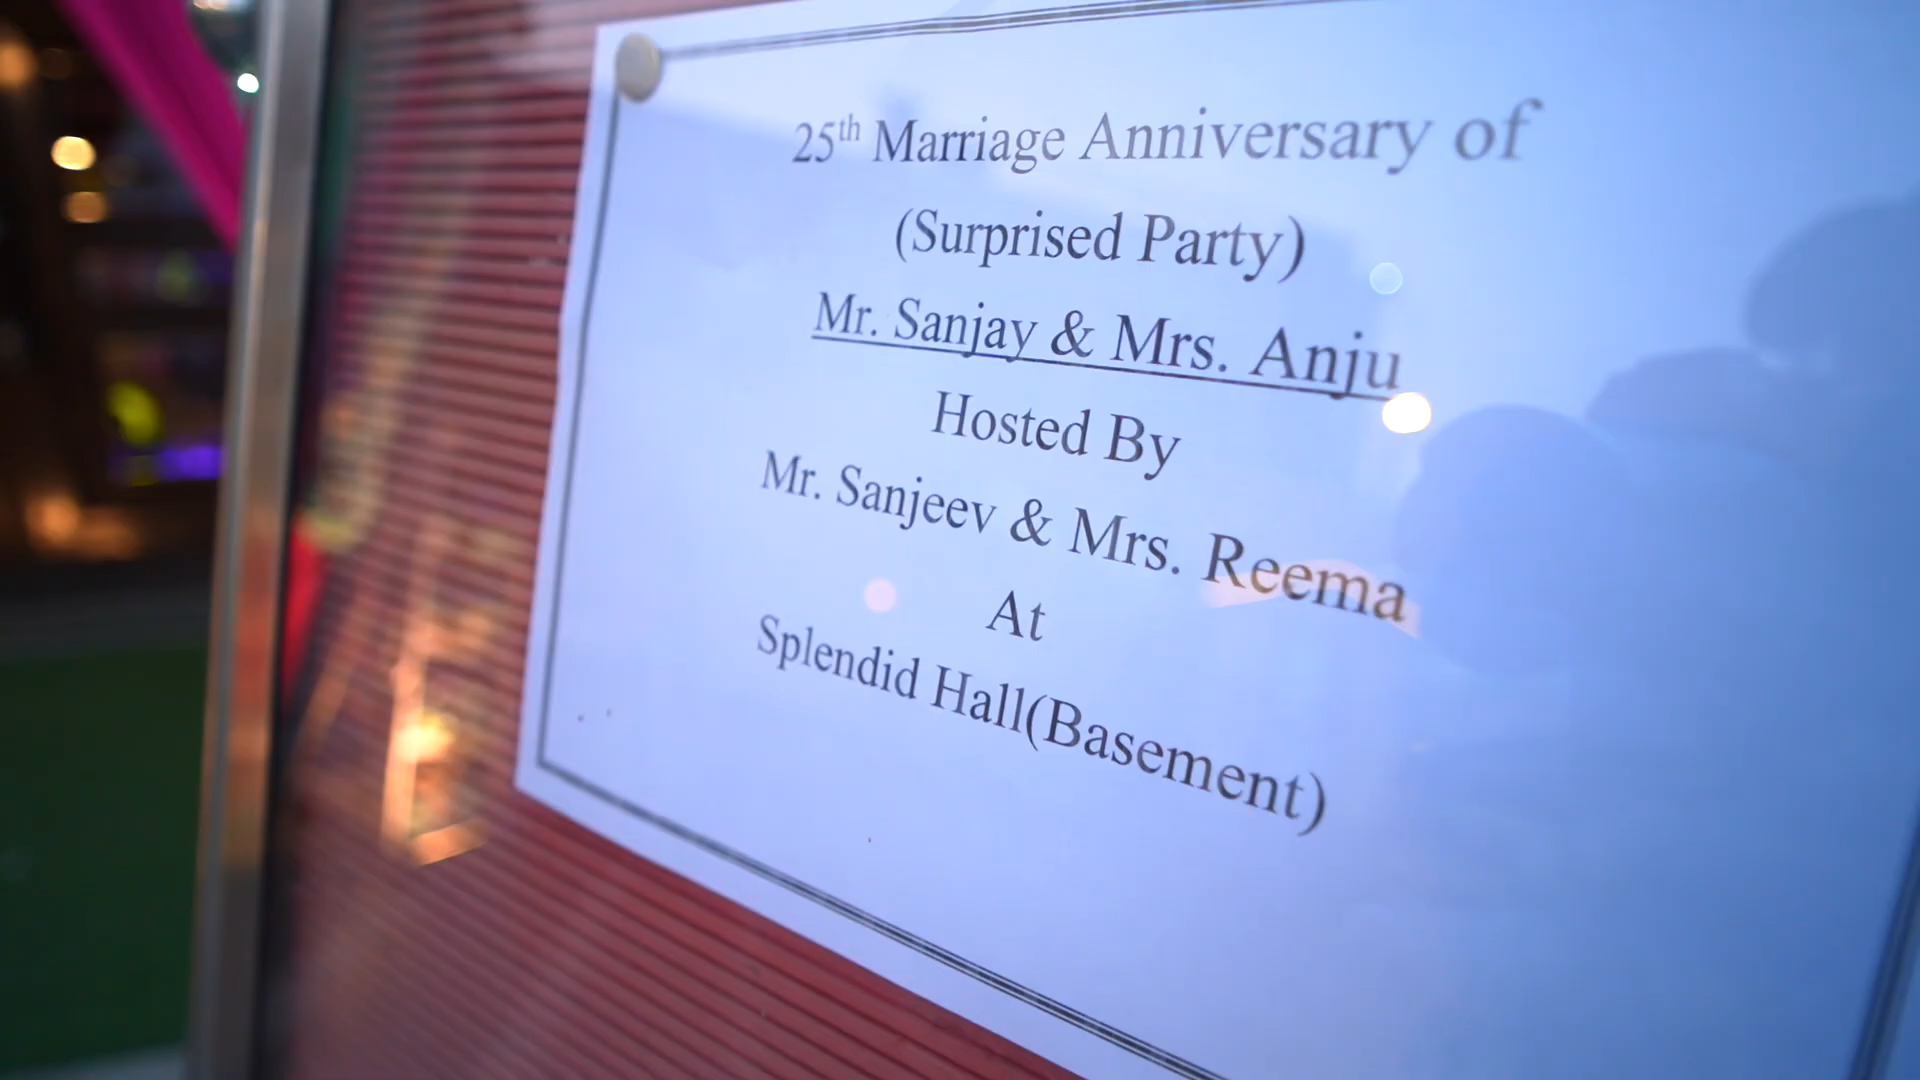 25th Marriage Anniversary of
(Surprised Party)
Mr. Sanjay & Mrs. Anju
Hosted By
Mr. Sanjeev & Mrs. Reema
At
Splendid Hall(Basement)